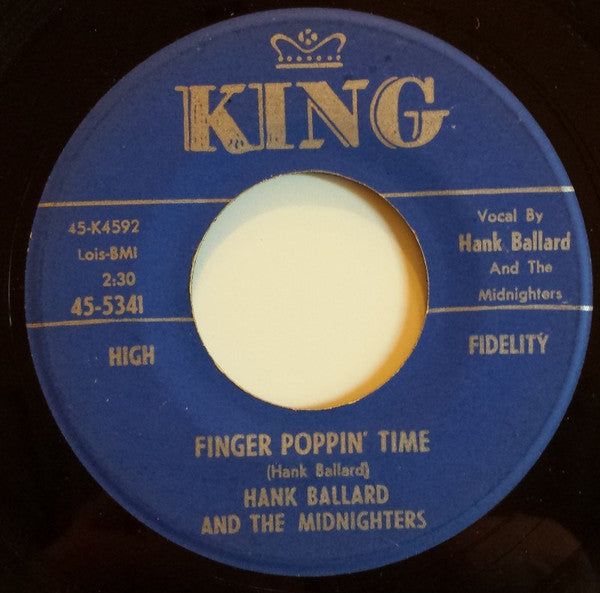 KING
45-K4592
Lois-BMI
2:30
45-5341
Vocal By
Hank Ballard
And The
Midnighters
HIGH FIDELITY
FINGER POPPIN' TIME
(Hank Ballard)
HANK BALLARD
AND THE MIDNIGHTERS